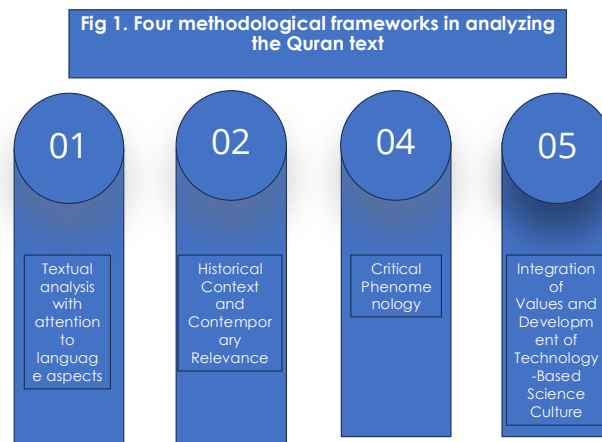 Fig 1. Four methodological frameworks in analyzing
the Quran text
01
02
04
05
Textual
analysis
with
attention
to
languag
e aspects
Historical
Context
and
Contempor
ary
Relevance
Critical
Phenome
nology
Integration
of
Values and
Developm
ent of
Technology
-Based
Science
Culture